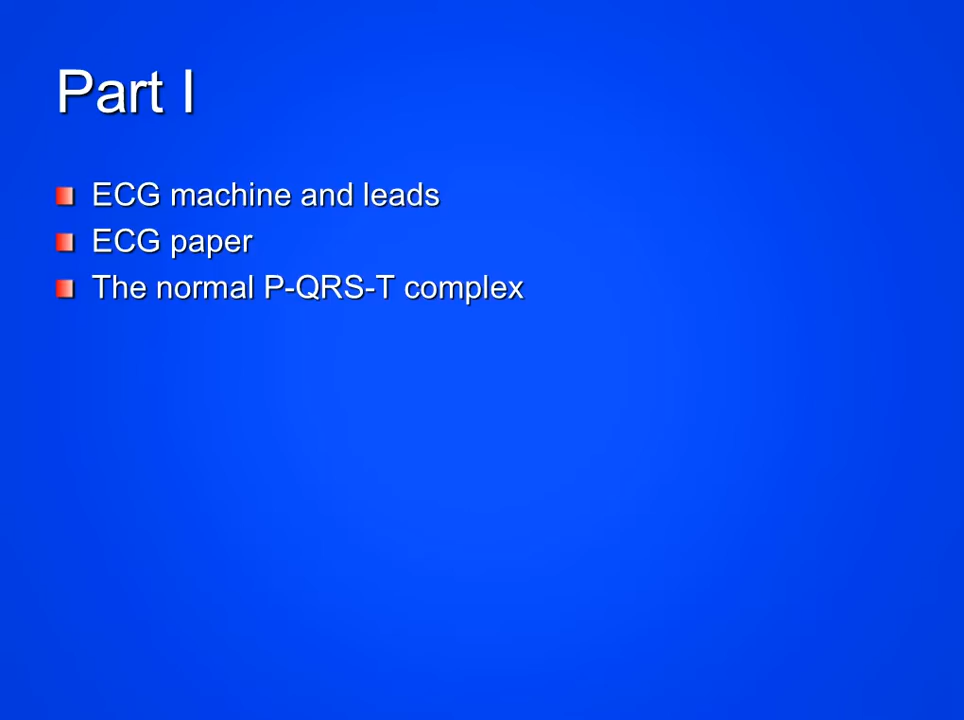 Part I
ECG machine and leads
ECG paper
The normal P-QRS-T complex